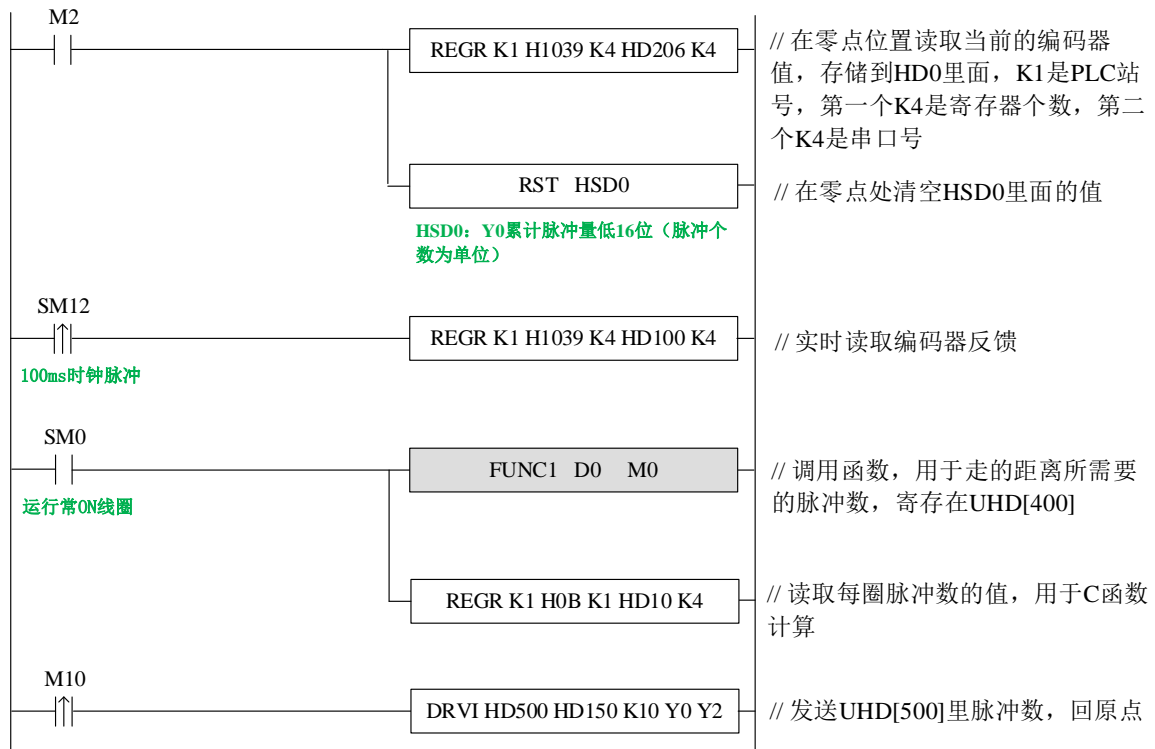 M2
REGR K1 H1039 K4 HD206 K4
// 在零点位置读取当前的编码器
值，存储到HD0里面，K1是PLC站
号，第一个K4是寄存器个数，第二
个K4是串口号
RST HSD0
// 在零点处清空HSD0里面的值
HSD0：Y0累计脉冲量低16位（脉冲个
数为单位）
SM12
REGR K1 H1039 K4 HD100 K4
// 实时读取编码器反馈
100ms时钟脉冲
SM0
FUNC1 D0 M0
// 调用函数，用于走的距离所需要
的脉冲数，寄存在UHD[400]
运行常ON线圈
REGR K1 H0B K1 HD10 K4
// 读取每圈脉冲数的值，用于C函数
计算
M10
DRVI HD500 HD150 K10 Y0 Y2
// 发送UHD[500]里脉冲数，回原点